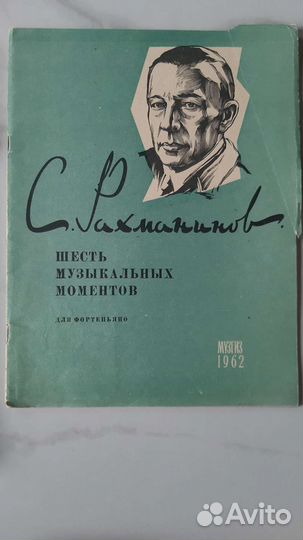 С. Рахманинов.
ШЕСТЬ
МУЗЫКАЛЬНЫХ
МОМЕНТОВ
ДЛЯ ФОРТЕПЬЯНО
МУЗГИЗ
1962
Avito